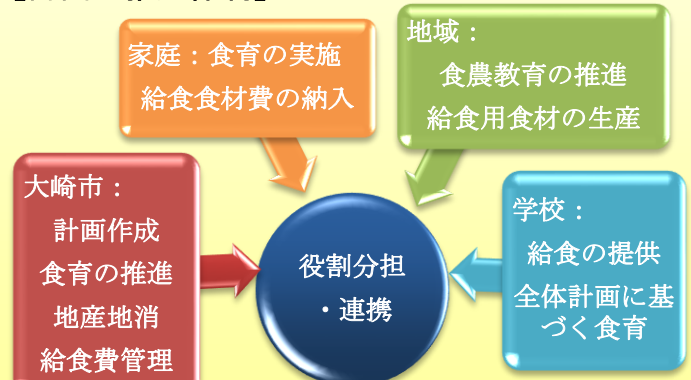 家庭：食育の実施
給食食材費の納入
地域：
食農教育の推進
給食用食材の生産
大崎市：
計画作成
食育の推進
地産地消
給食費管理
役割分担
・連携
学校：
給食の提供
全体計画に基
づく食育